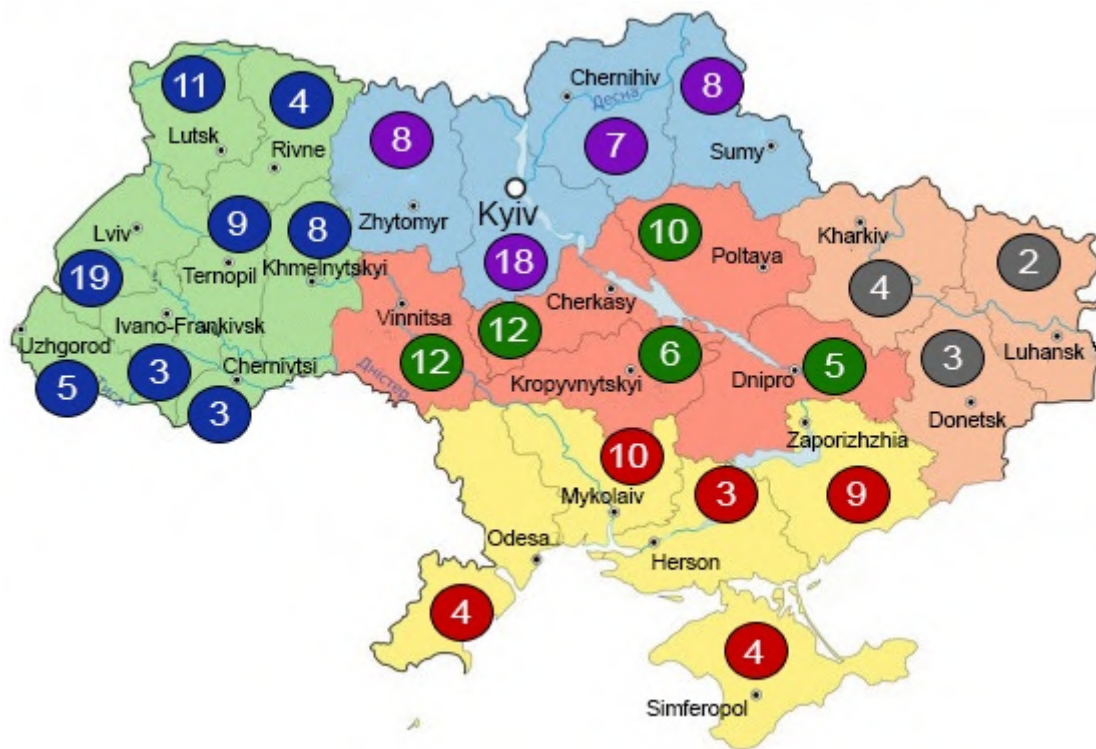 Chernihiv
11
8
Десна
4
Lutsk
8
7
Sumy
Rivne
Kyiv
Zhytomyr
9
8
10
Lviv
Kharkiv
2
Ternopil
Khmelnytskyi
18
Poltava
19
4
Cherkasy
Ivano-Frankivsk
Vinnitsa
12
Luhansk
Uzhgorod
6
3
Chernivtsi
12
Dnipro
5
5
Тиса
3
Дністер
Kropyvnytskyi
Donetsk
3
Zaporizhzhia
10
3
9
Mykolaiv
Odesa
Herson
4
4
Simferopol